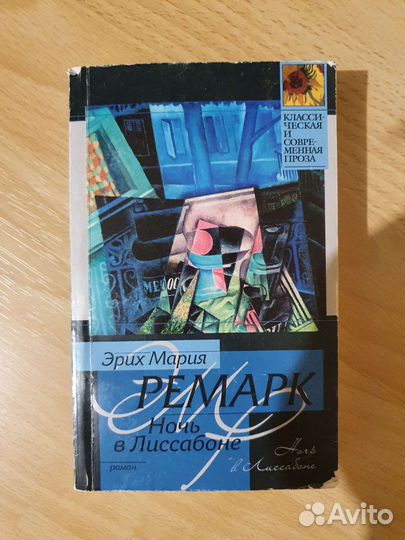 КЛАССИ-
ЧЕСКАЯ И
СОВРЕ-
МЕННАЯ
ПРОЗА
Эрих Мария
РЕМАРК
Ночь
в Лиссабоне
роман
Ночь
в Лиссабоне
Avito